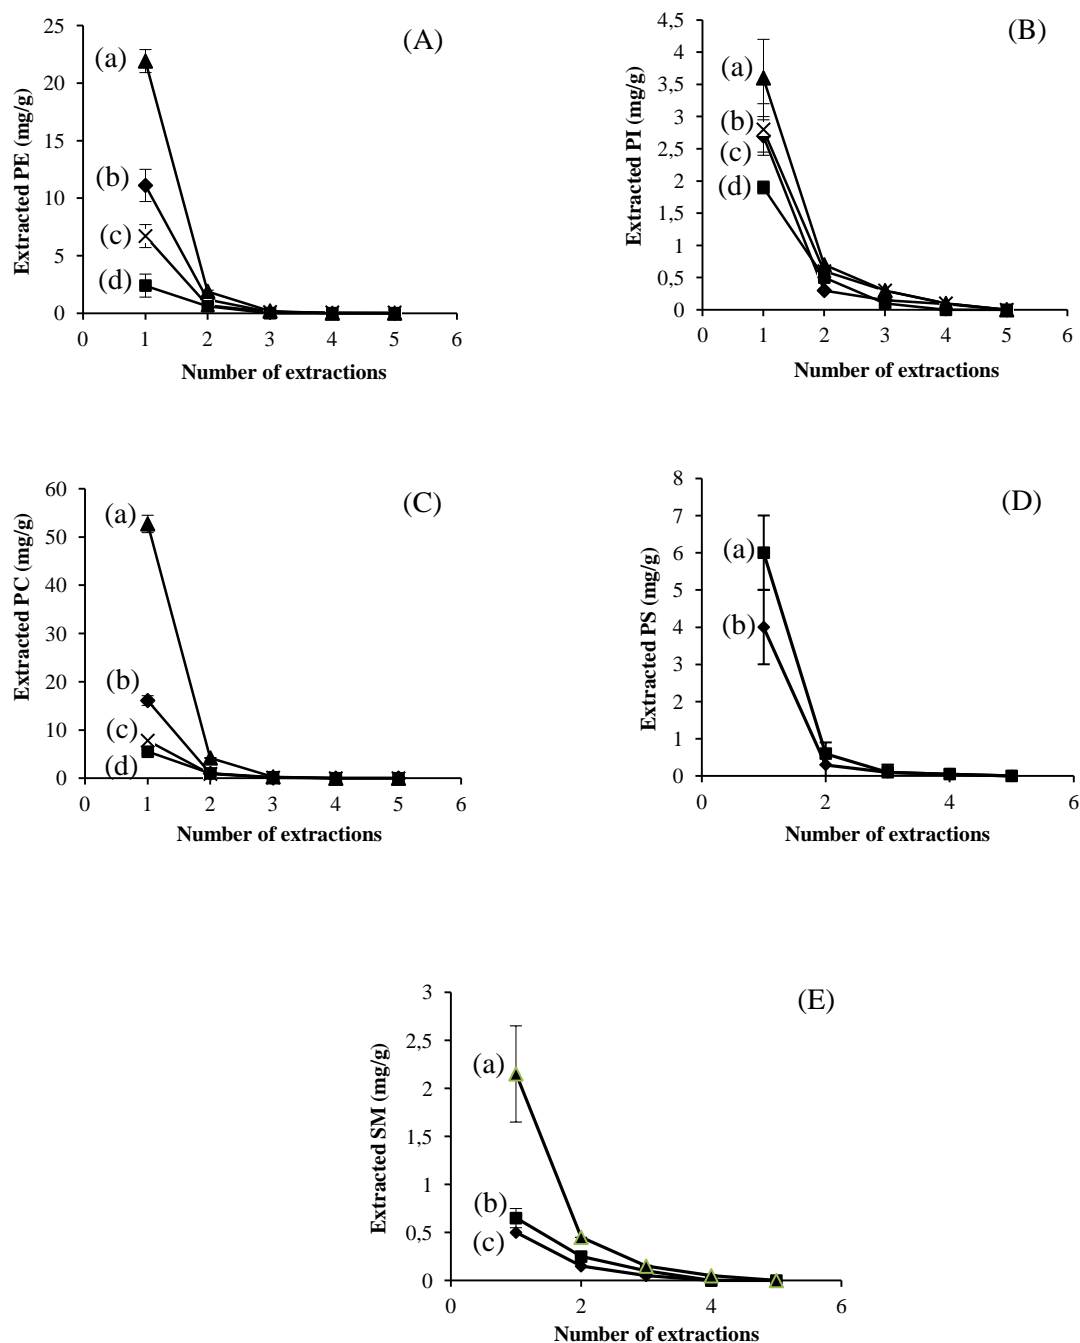 (A)
Extracted PE (mg/g)
25
20
15
10
5
0
(a)
(b)
(c)
(d)
0 1 2 3 4 5 6
Number of extractions
(B)
Extracted PI (mg/g)
4,5
4
3,5
3
2,5
2
1,5
1
0,5
0
(a)
(b)
(c)
(d)
0 1 2 3 4 5 6
Number of extractions
(C)
Extracted PC (mg/g)
60
50
40
30
20
10
0
(a)
(b)
(c)
(d)
0 1 2 3 4 5 6
Number of extractions
(D)
Extracted PS (mg/g)
8
7
6
5
4
3
2
1
0
(a)
(b)
0 2 4 6
Number of extractions
(E)
Extracted SM (mg/g)
3
2,5
2
1,5
1
0,5
0
(a)
(b)
(c)
0 2 4 6
Number of extractions